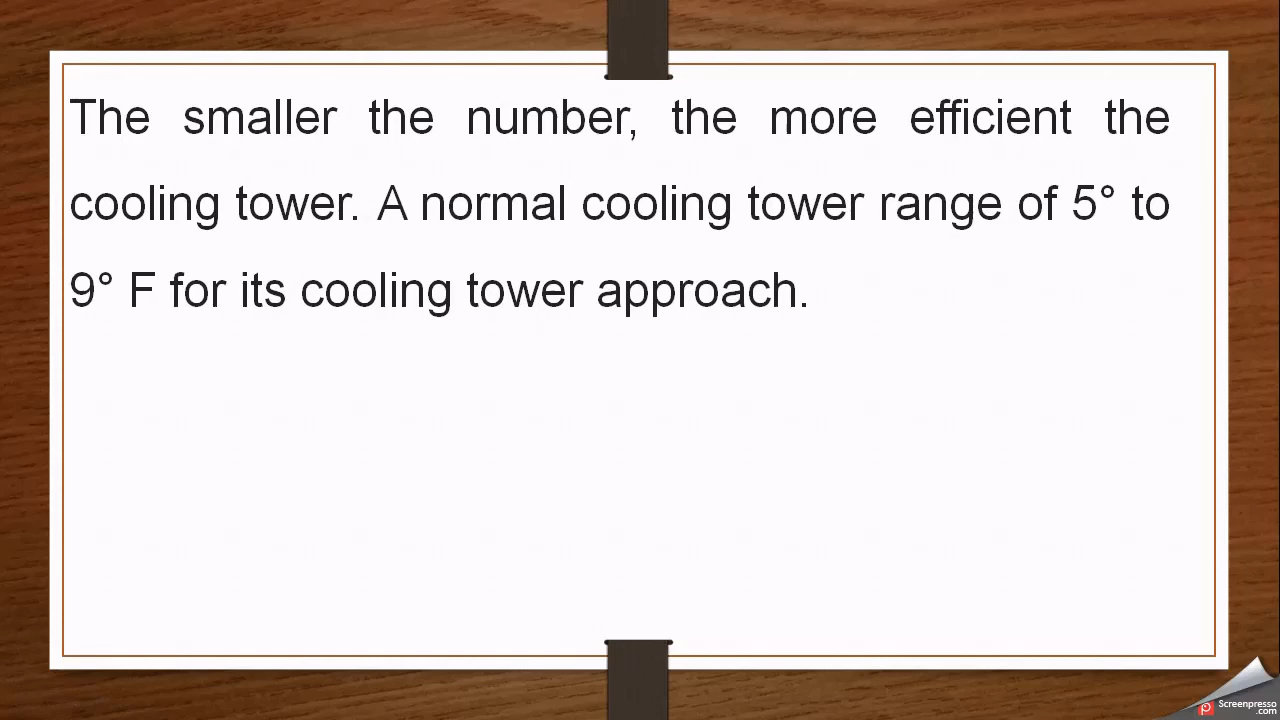 The smaller the number, the more efficient the
cooling tower. A normal cooling tower range of 5° to
9° F for its cooling tower approach.
Screenpresso
.com